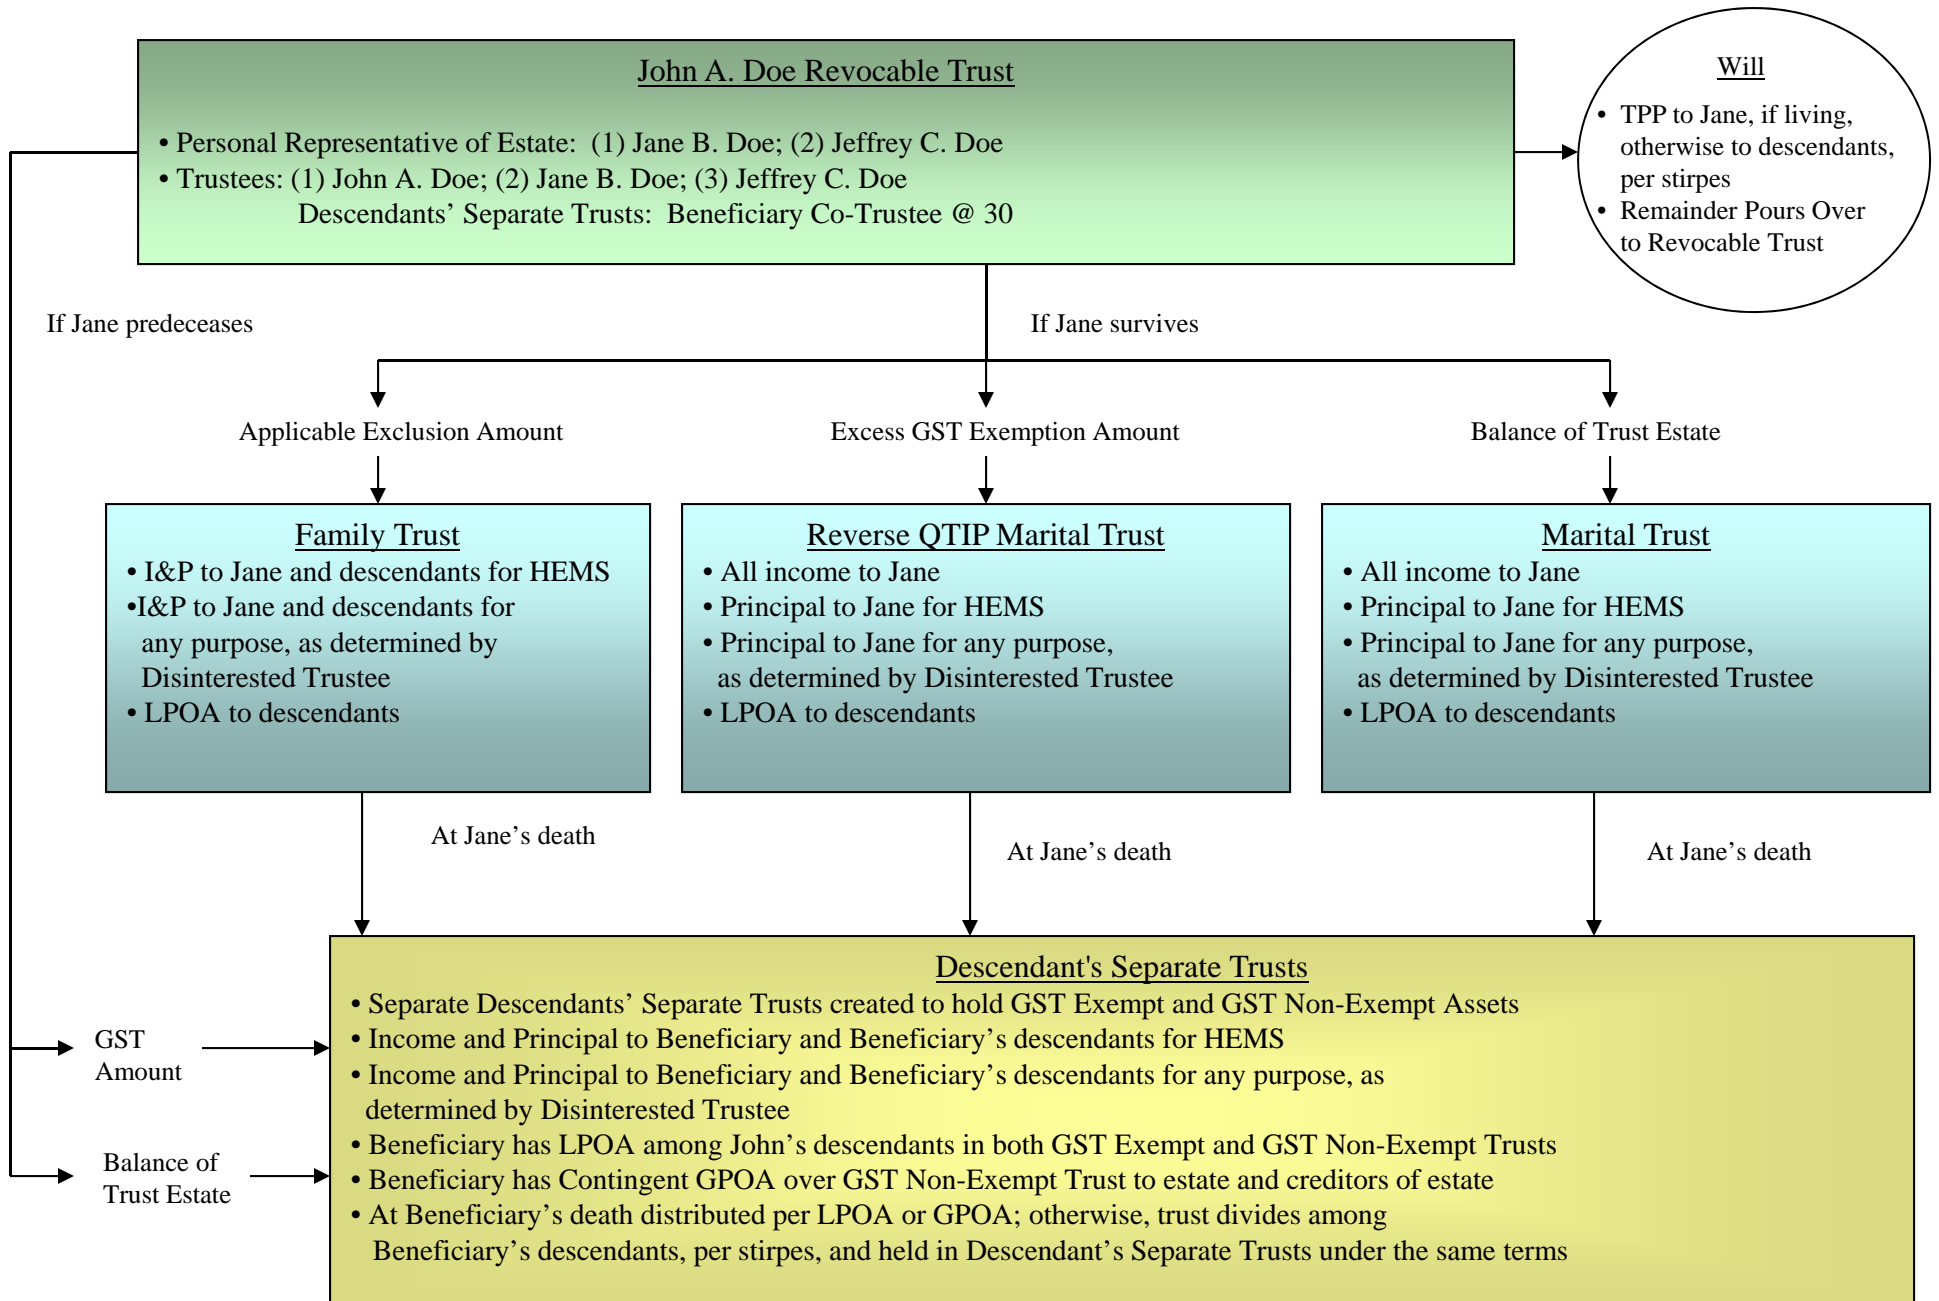 John A. Doe Revocable Trust
• Personal Representative of Estate: (1) Jane B. Doe; (2) Jeffrey C. Doe
• Trustees: (1) John A. Doe; (2) Jane B. Doe; (3) Jeffrey C. Doe
Descendants’ Separate Trusts: Beneficiary Co-Trustee @ 30
Will
• TPP to Jane, if living,
otherwise to descendants,
per stirpes
• Remainder Pours Over
to Revocable Trust
If Jane predeceases
If Jane survives
Applicable Exclusion Amount
Excess GST Exemption Amount
Balance of Trust Estate
Family Trust
• I&P to Jane and descendants for HEMS
•I&P to Jane and descendants for
any purpose, as determined by
Disinterested Trustee
• LPOA to descendants
Reverse QTIP Marital Trust
• All income to Jane
• Principal to Jane for HEMS
• Principal to Jane for any purpose,
as determined by Disinterested Trustee
• LPOA to descendants
Marital Trust
• All income to Jane
• Principal to Jane for HEMS
• Principal to Jane for any purpose,
as determined by Disinterested Trustee
• LPOA to descendants
At Jane’s death
At Jane’s death
At Jane’s death
GST
Amount
Balance of
Trust Estate
Descendant's Separate Trusts
• Separate Descendants’ Separate Trusts created to hold GST Exempt and GST Non-Exempt Assets
• Income and Principal to Beneficiary and Beneficiary’s descendants for HEMS
• Income and Principal to Beneficiary and Beneficiary’s descendants for any purpose, as
determined by Disinterested Trustee
• Beneficiary has LPOA among John’s descendants in both GST Exempt and GST Non-Exempt Trusts
• Beneficiary has Contingent GPOA over GST Non-Exempt Trust to estate and creditors of estate
• At Beneficiary’s death distributed per LPOA or GPOA; otherwise, trust divides among
Beneficiary’s descendants, per stirpes, and held in Descendant’s Separate Trusts under the same terms